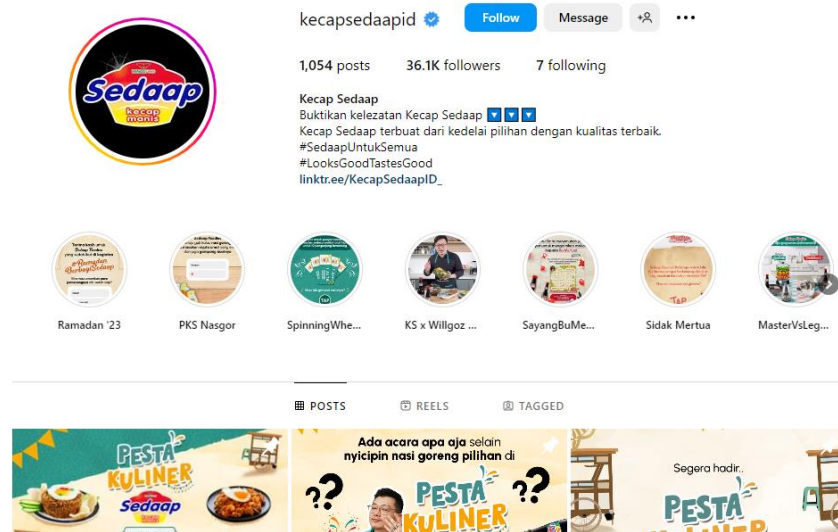 kecapsedaapid
Follow
Message
1,054 posts
36.1K followers
7 following
Sedaap
kecap
manis
Kecap Sedaap
Buktikan kelezatan Kecap Sedaap
Kecap Sedaap terbuat dari kedelai pilihan dengan kualitas terbaik.
#SedaapUntukSemua
#LooksGoodTastesGood
linktr.ee/KecapSedaapID_
Ramadan '23
PKS Nasgor
SpinningWhe...
KS x Willgoz ...
SayangBuMe...
Sidak Mertua
MasterVsLeg...
POSTS
REELS
TAGGED
PESTA
KULINER
Sedaap
Ada acara apa aja selain
nyicipin nasi goreng pilihan di
??
PESTA
KULINER
??
Segera hadir..
PESTA